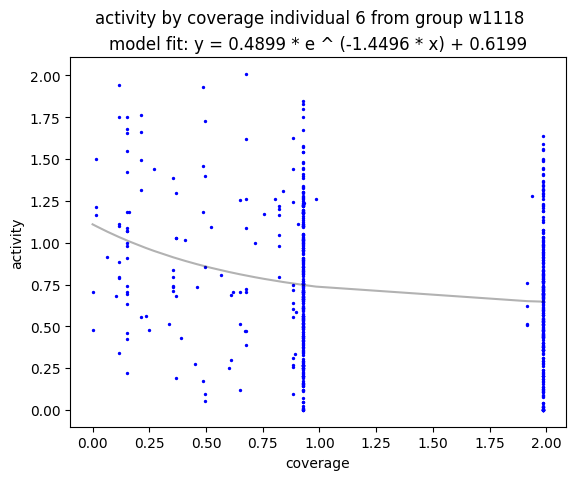 activity by coverage individual 6 from group w1118
model fit: y = 0.4899 * e ^ (-1.4496 * x) + 0.6199
2.00
1.75
1.50
1.25
1.00
0.75
0.50
0.25
0.00
activity
0.00 0.25 0.50 0.75 1.00 1.25 1.50 1.75 2.00
coverage